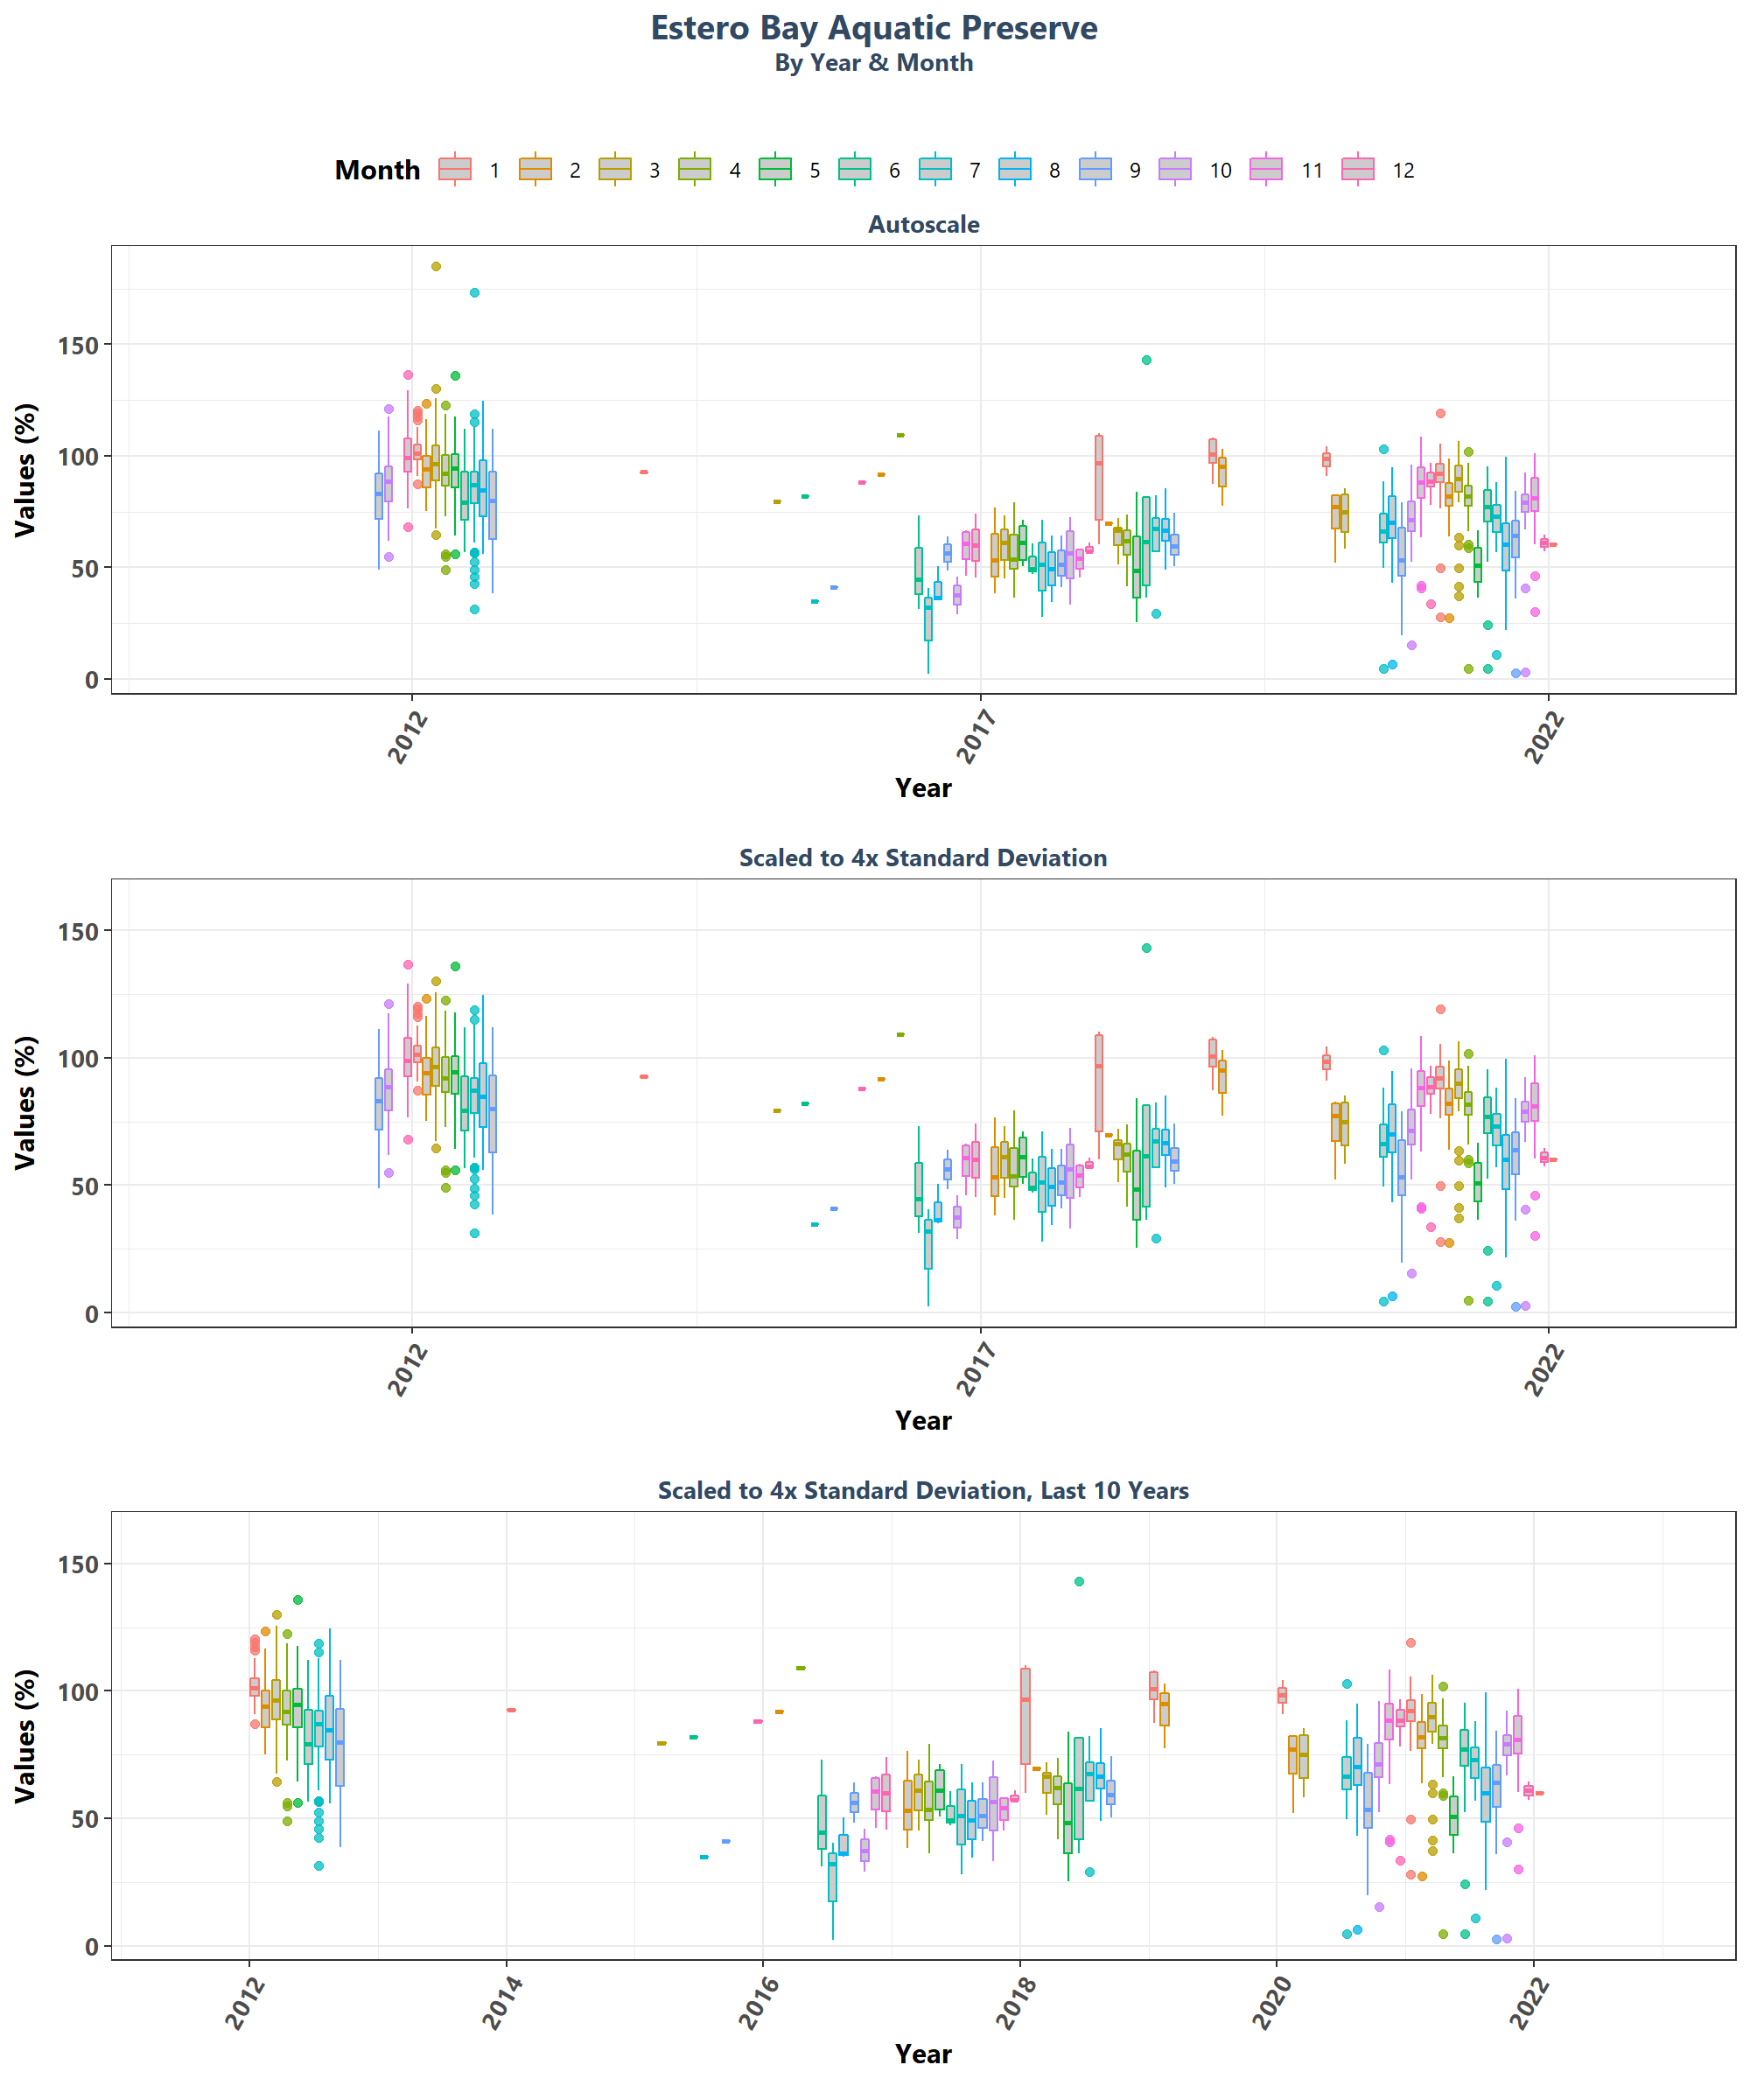 Estero Bay Aquatic Preserve
By Year & Month
Month 1 2 3 4 5 6 7 8 9 10 11 12
Autoscale
Values (%)
150
100
50
0
2012 2017 2022
Year
Scaled to 4x Standard Deviation
Values (%)
150
100
50
0
2012 2017 2022
Year
Scaled to 4x Standard Deviation, Last 10 Years
Values (%)
150
100
50
0
2012 2014 2016 2018 2020 2022
Year